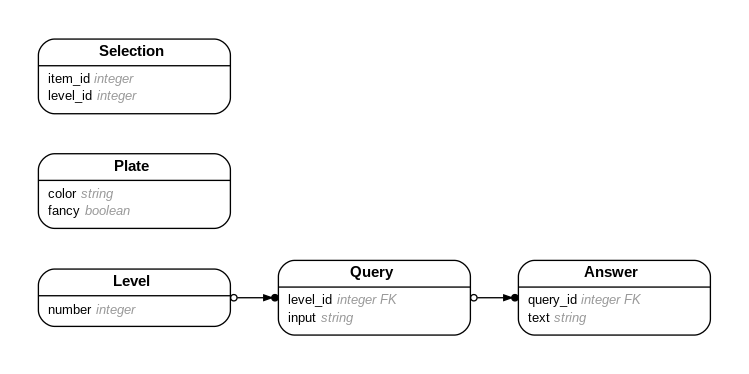 Selection
item_id integer
level_id integer
Plate
color string
fancy boolean
Level
number integer
Query
level_id integer FK
input string
Answer
query_id integer FK
text string